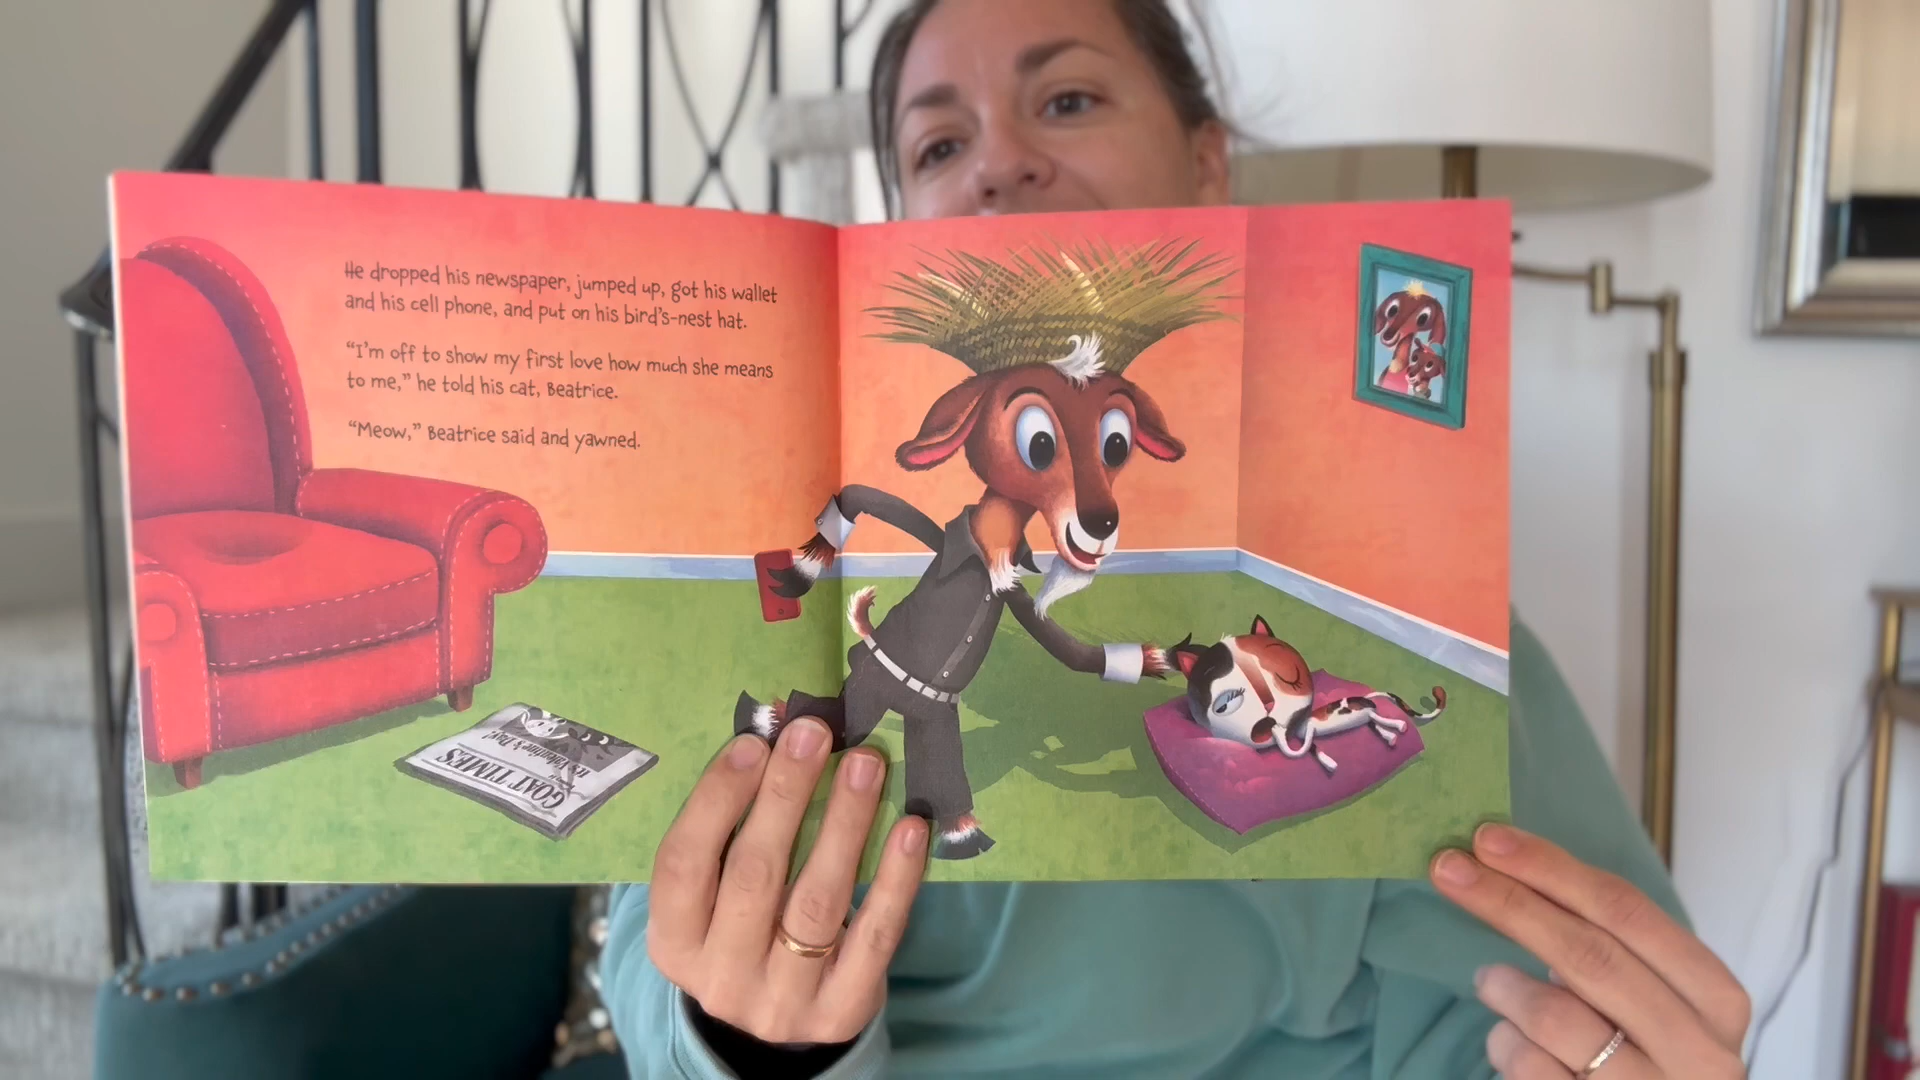 He dropped his newspaper, jumped up, got his wallet
and his cell phone, and put on his bird's-nest hat.
"I'm off to show my first love how much she means
to me," he told his cat, Beatrice.
"Meow," Beatrice said and yawned.
GOAT TIMES
It's Valentine's Day!